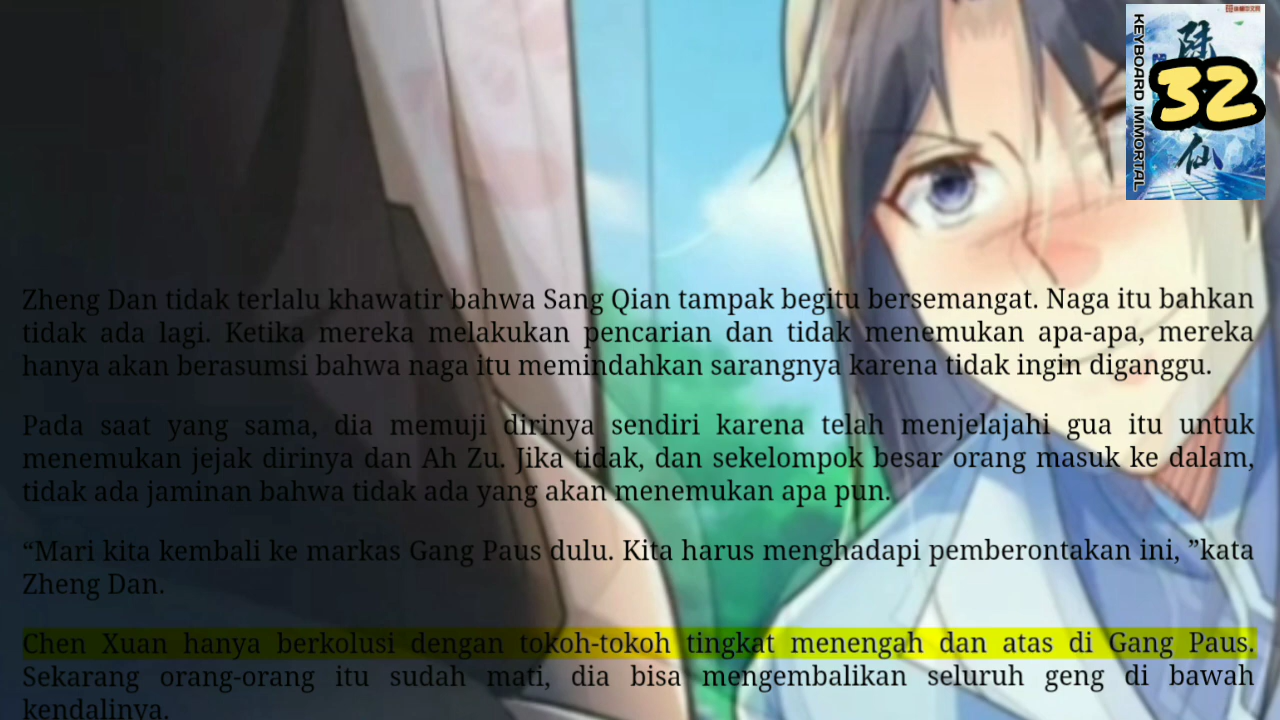 陸
仙
32
KEYBOARD IMMORTAL
Zheng Dan tidak terlalu khawatir bahwa Sang Qian tampak begitu bersemangat. Naga itu bahkan
tidak ada lagi. Ketika mereka melakukan pencarian dan tidak menemukan apa-apa, mereka
hanya akan berasumsi bahwa naga itu memindahkan sarangnya karena tidak ingin diganggu.
Pada saat yang sama, dia memuji dirinya sendiri karena telah menjelajahi gua itu untuk
menemukan jejak dirinya dan Ah Zu. Jika tidak, dan sekelompok besar orang masuk ke dalam,
tidak ada jaminan bahwa tidak ada yang akan menemukan apa pun.
“Mari kita kembali ke markas Gang Paus dulu. Kita harus menghadapi pemberontakan ini, ”kata
Zheng Dan.
Chen Xuan hanya berkolusi dengan tokoh-tokoh tingkat menengah dan atas di Gang Paus.
Sekarang orang-orang itu sudah mati, dia bisa mengembalikan seluruh geng di bawah
kendalinya.